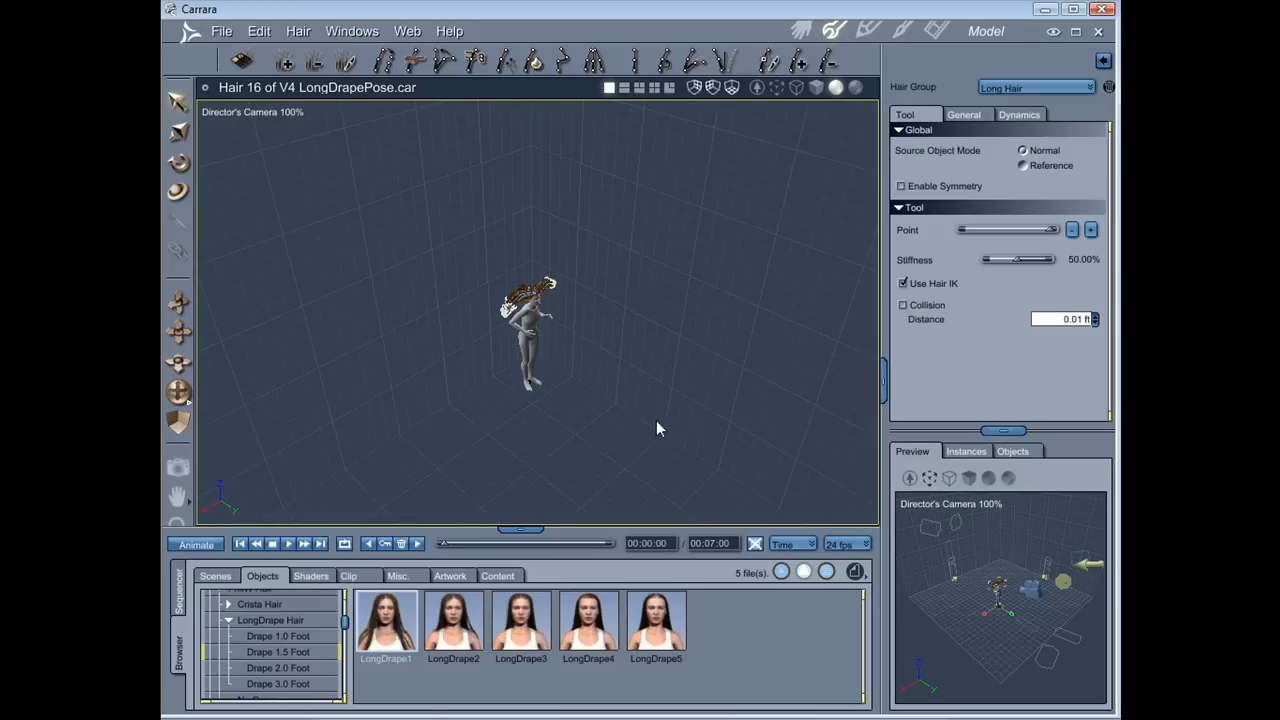 Carrara
File Edit Hair Windows Web Help Model
Hair 16 of V4 LongDrapePose.car
Director's Camera 100%
Hair Group Long Hair
Tool General Dynamics
Global
Source Object Mode Normal
Reference
Enable Symmetry
Tool
Point - +
Stiffness 50.00%
Use Hair IK
Collision
Distance 0.01 ft
Preview Instances Objects
Director's Camera 100%
Z
X Y
Animate 00:00:00 / 00:07:00 Time 24 fps
Sequencer
Browser
Scenes Objects Shaders Clip Misc. Artwork Content 5 file(s).
Crista Hair
LongDrape Hair
Drape 1.0 Foot
Drape 1.5 Foot
Drape 2.0 Foot
Drape 3.0 Foot
LongDrape1 LongDrape2 LongDrape3 LongDrape4 LongDrape5